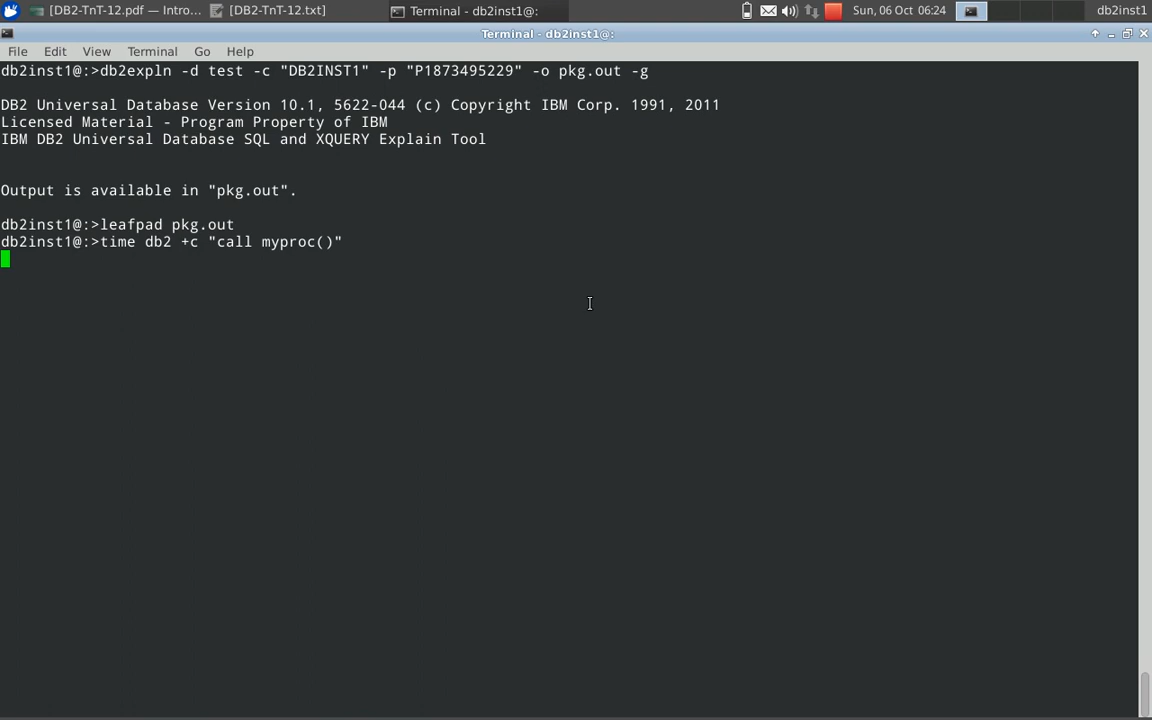 [DB2-TnT-12.pdf — Intro... [DB2-TnT-12.txt] Terminal - db2inst1@: Sun, 06 Oct 06:24 db2inst1
Terminal - db2inst1@:
File Edit View Terminal Go Help
db2inst1@:>db2expln -d test -c "DB2INST1" -p "P1873495229" -o pkg.out -g
DB2 Universal Database Version 10.1, 5622-044 (c) Copyright IBM Corp. 1991, 2011
Licensed Material - Program Property of IBM
IBM DB2 Universal Database SQL and XQUERY Explain Tool
Output is available in "pkg.out".
db2inst1@:>leafpad pkg.out
db2inst1@:>time db2 +c "call myproc()"